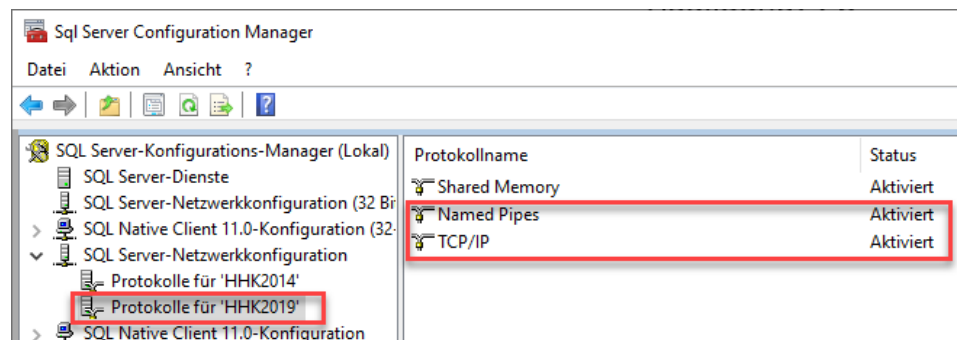 Sql Server Configuration Manager
Datei Aktion Ansicht ?
SQL Server-Konfigurations-Manager (Lokal)
SQL Server-Dienste
SQL Server-Netzwerkkonfiguration (32 Bi
SQL Native Client 11.0-Konfiguration (32-
SQL Server-Netzwerkkonfiguration
Protokolle für 'HHK2014'
Protokolle für 'HHK2019'
SQL Native Client 11.0-Konfiguration
Protokollname Status
Shared Memory Aktiviert
Named Pipes Aktiviert
TCP/IP Aktiviert